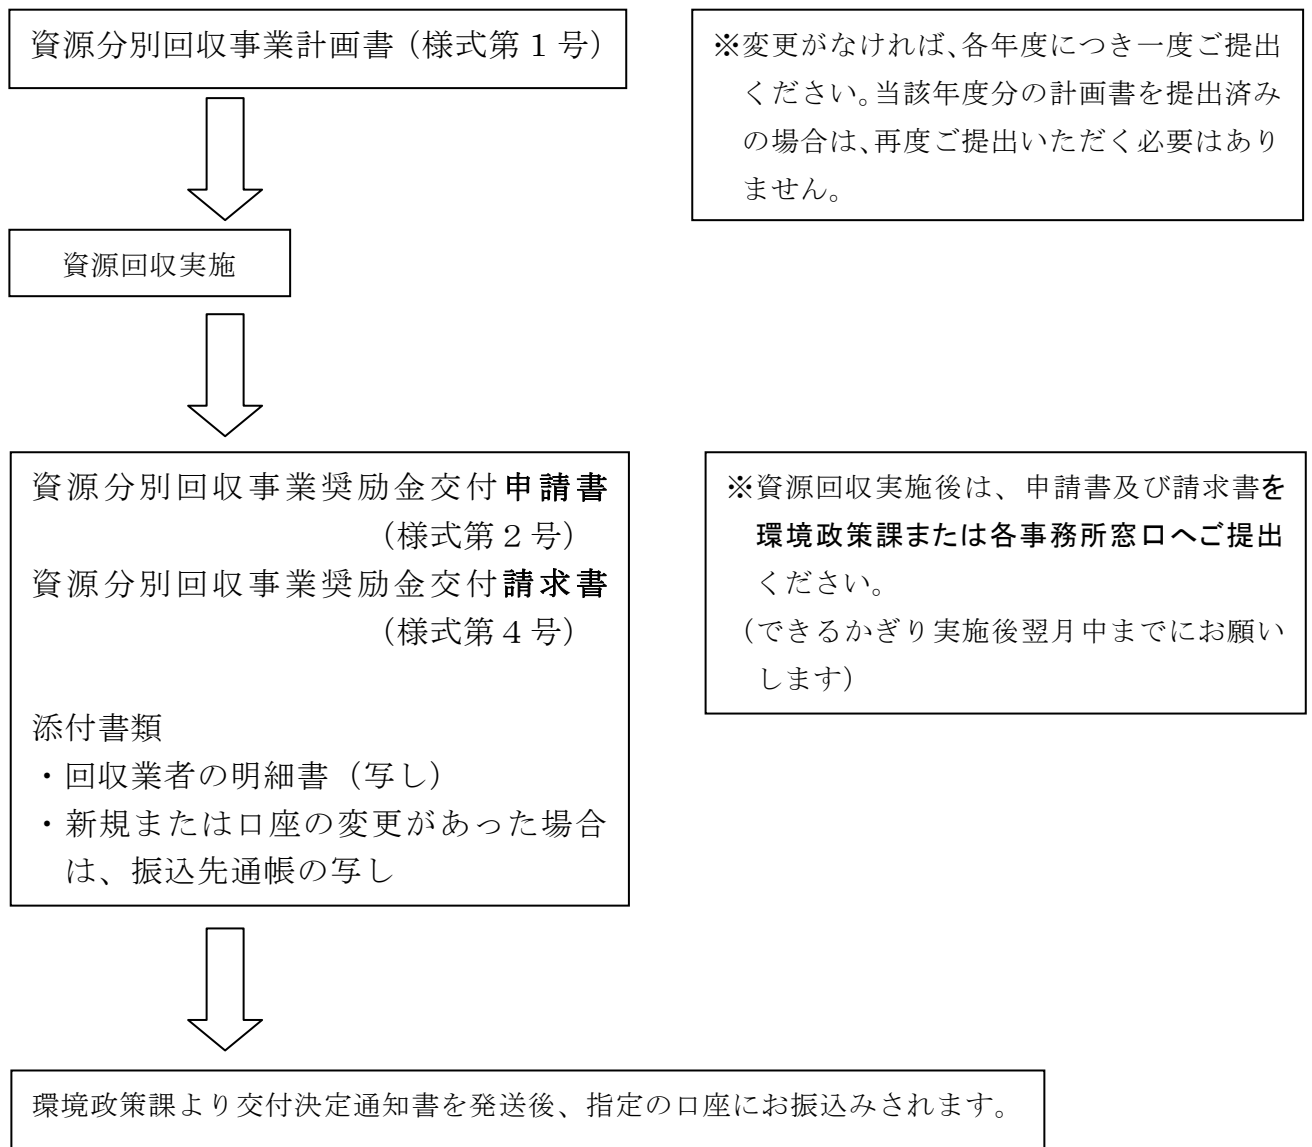 資源分別回収事業計画書（様式第１号）
※変更がなければ、各年度につき一度ご提出
ください。当該年度分の計画書を提出済み
の場合は、再度ご提出いただく必要はあり
ません。
資源回収実施
資源分別回収事業奨励金交付申請書
（様式第２号）
資源分別回収事業奨励金交付請求書
（様式第４号）
添付書類
・回収業者の明細書（写し）
・新規または口座の変更があった場合
は、振込先通帳の写し
※資源回収実施後は、申請書及び請求書を
環境政策課または各事務所窓口へご提出
ください。
（できるかぎり実施後翌月中までにお願い
します）
環境政策課より交付決定通知書を発送後、指定の口座にお振込みされます。